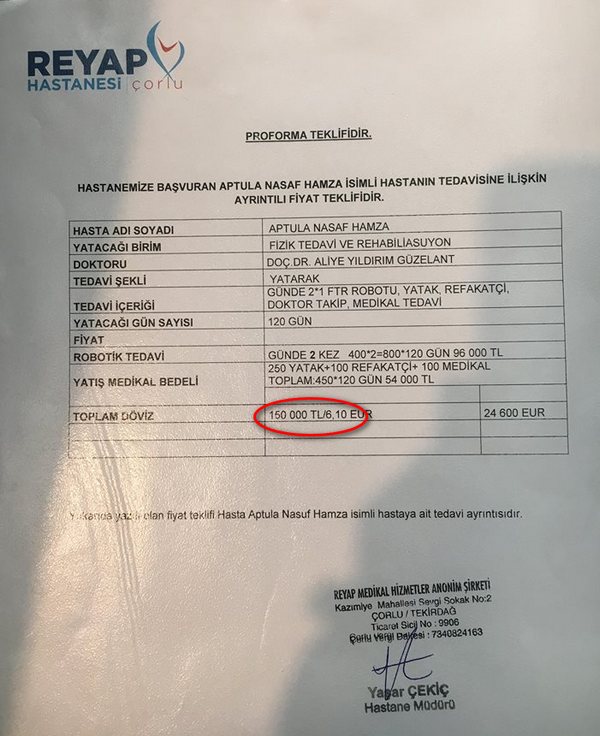 REYAP
HASTANESİ çorlu
PROFORMA TEKLİFİDİR.
HASTANEMİZE BAŞVURAN APTULA NASAF HAMZA İSİMLİ HASTANIN TEDAVİSİNE İLİŞKİN
AYRINTILI FİYAT TEKLİFİDİR.
HASTA ADI SOYADI APTULA NASAF HAMZA
YATACAĞI BİRİM FİZİK TEDAVİ VE REHABİLİASUYON
DOKTORU DOÇ.DR. ALİYE YILDIRIM GÜZELANT
TEDAVİ ŞEKLİ YATARAK
TEDAVİ İÇERİĞİ GÜNDE 2*1 FTR ROBOTU, YATAK, REFAKATÇİ,
DOKTOR TAKİP, MEDİKAL TEDAVİ
YATACAĞI GÜN SAYISI 120 GÜN
FİYAT
ROBOTİK TEDAVİ GÜNDE 2 KEZ 400*2=800*120 GÜN 96 000 TL
YATIŞ MEDİKAL BEDELİ 250 YATAK+100 REFAKATÇİ+ 100 MEDİKAL
TOPLAM:450*120 GÜN 54 000 TL
TOPLAM DÖVİZ 150 000 TL/6,10 EUR 24 600 EUR
Yukarıda yazılı olan fiyat teklifi Hasta Aptula Nasuf Hamza isimli hastaya ait tedavi ayrıntısıdır.
REYAP MEDİKAL HİZMETLER ANONİM ŞİRKETİ
Kazımiye Mahallesi Sevgi Sokak No:2
ÇORLU / TEKİRDAĞ
Ticaret Sicil No : 9906
Çorlu Vergi Dairesi : 7340824163
Yaşar ÇEKİÇ
Hastane Müdürü